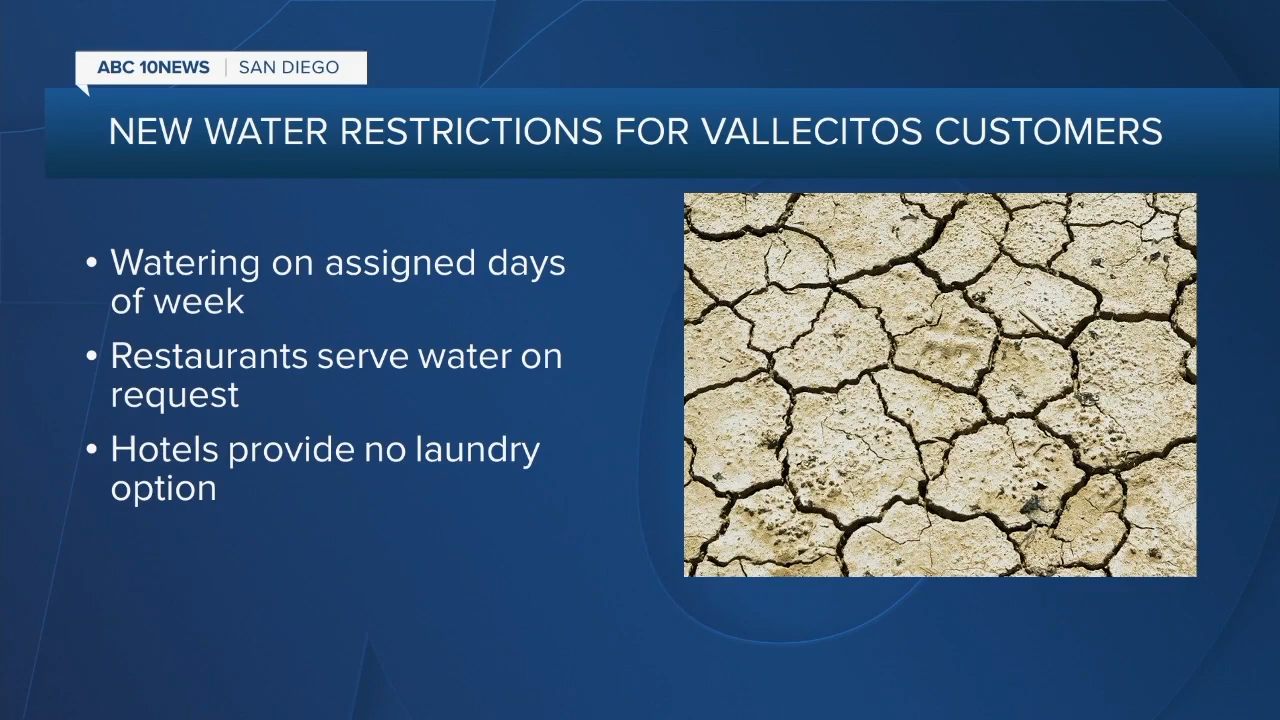 ABC 10NEWS | SAN DIEGO
NEW WATER RESTRICTIONS FOR VALLECITOS CUSTOMERS
• Watering on assigned days
of week
• Restaurants serve water on
request
• Hotels provide no laundry
option